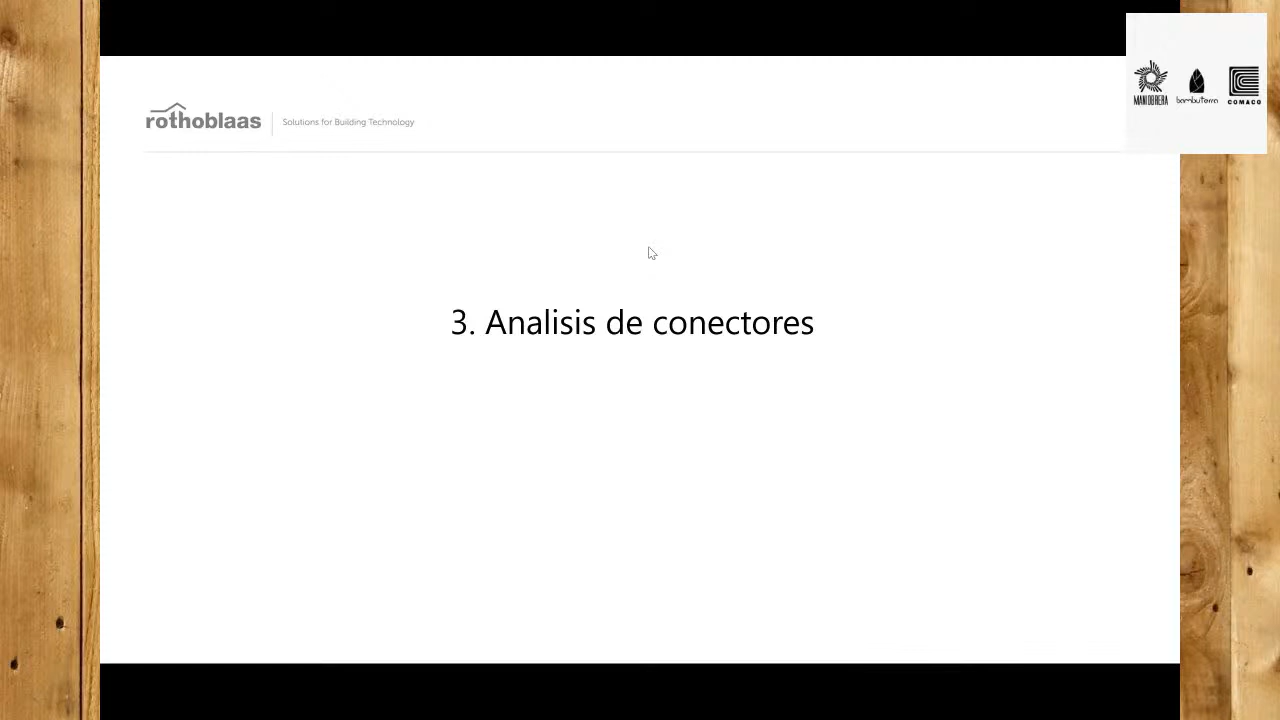 rothoblaas
Solutions for Building Technology
MANIOBRERA
bambuterra
COMACO
3. Analisis de conectores